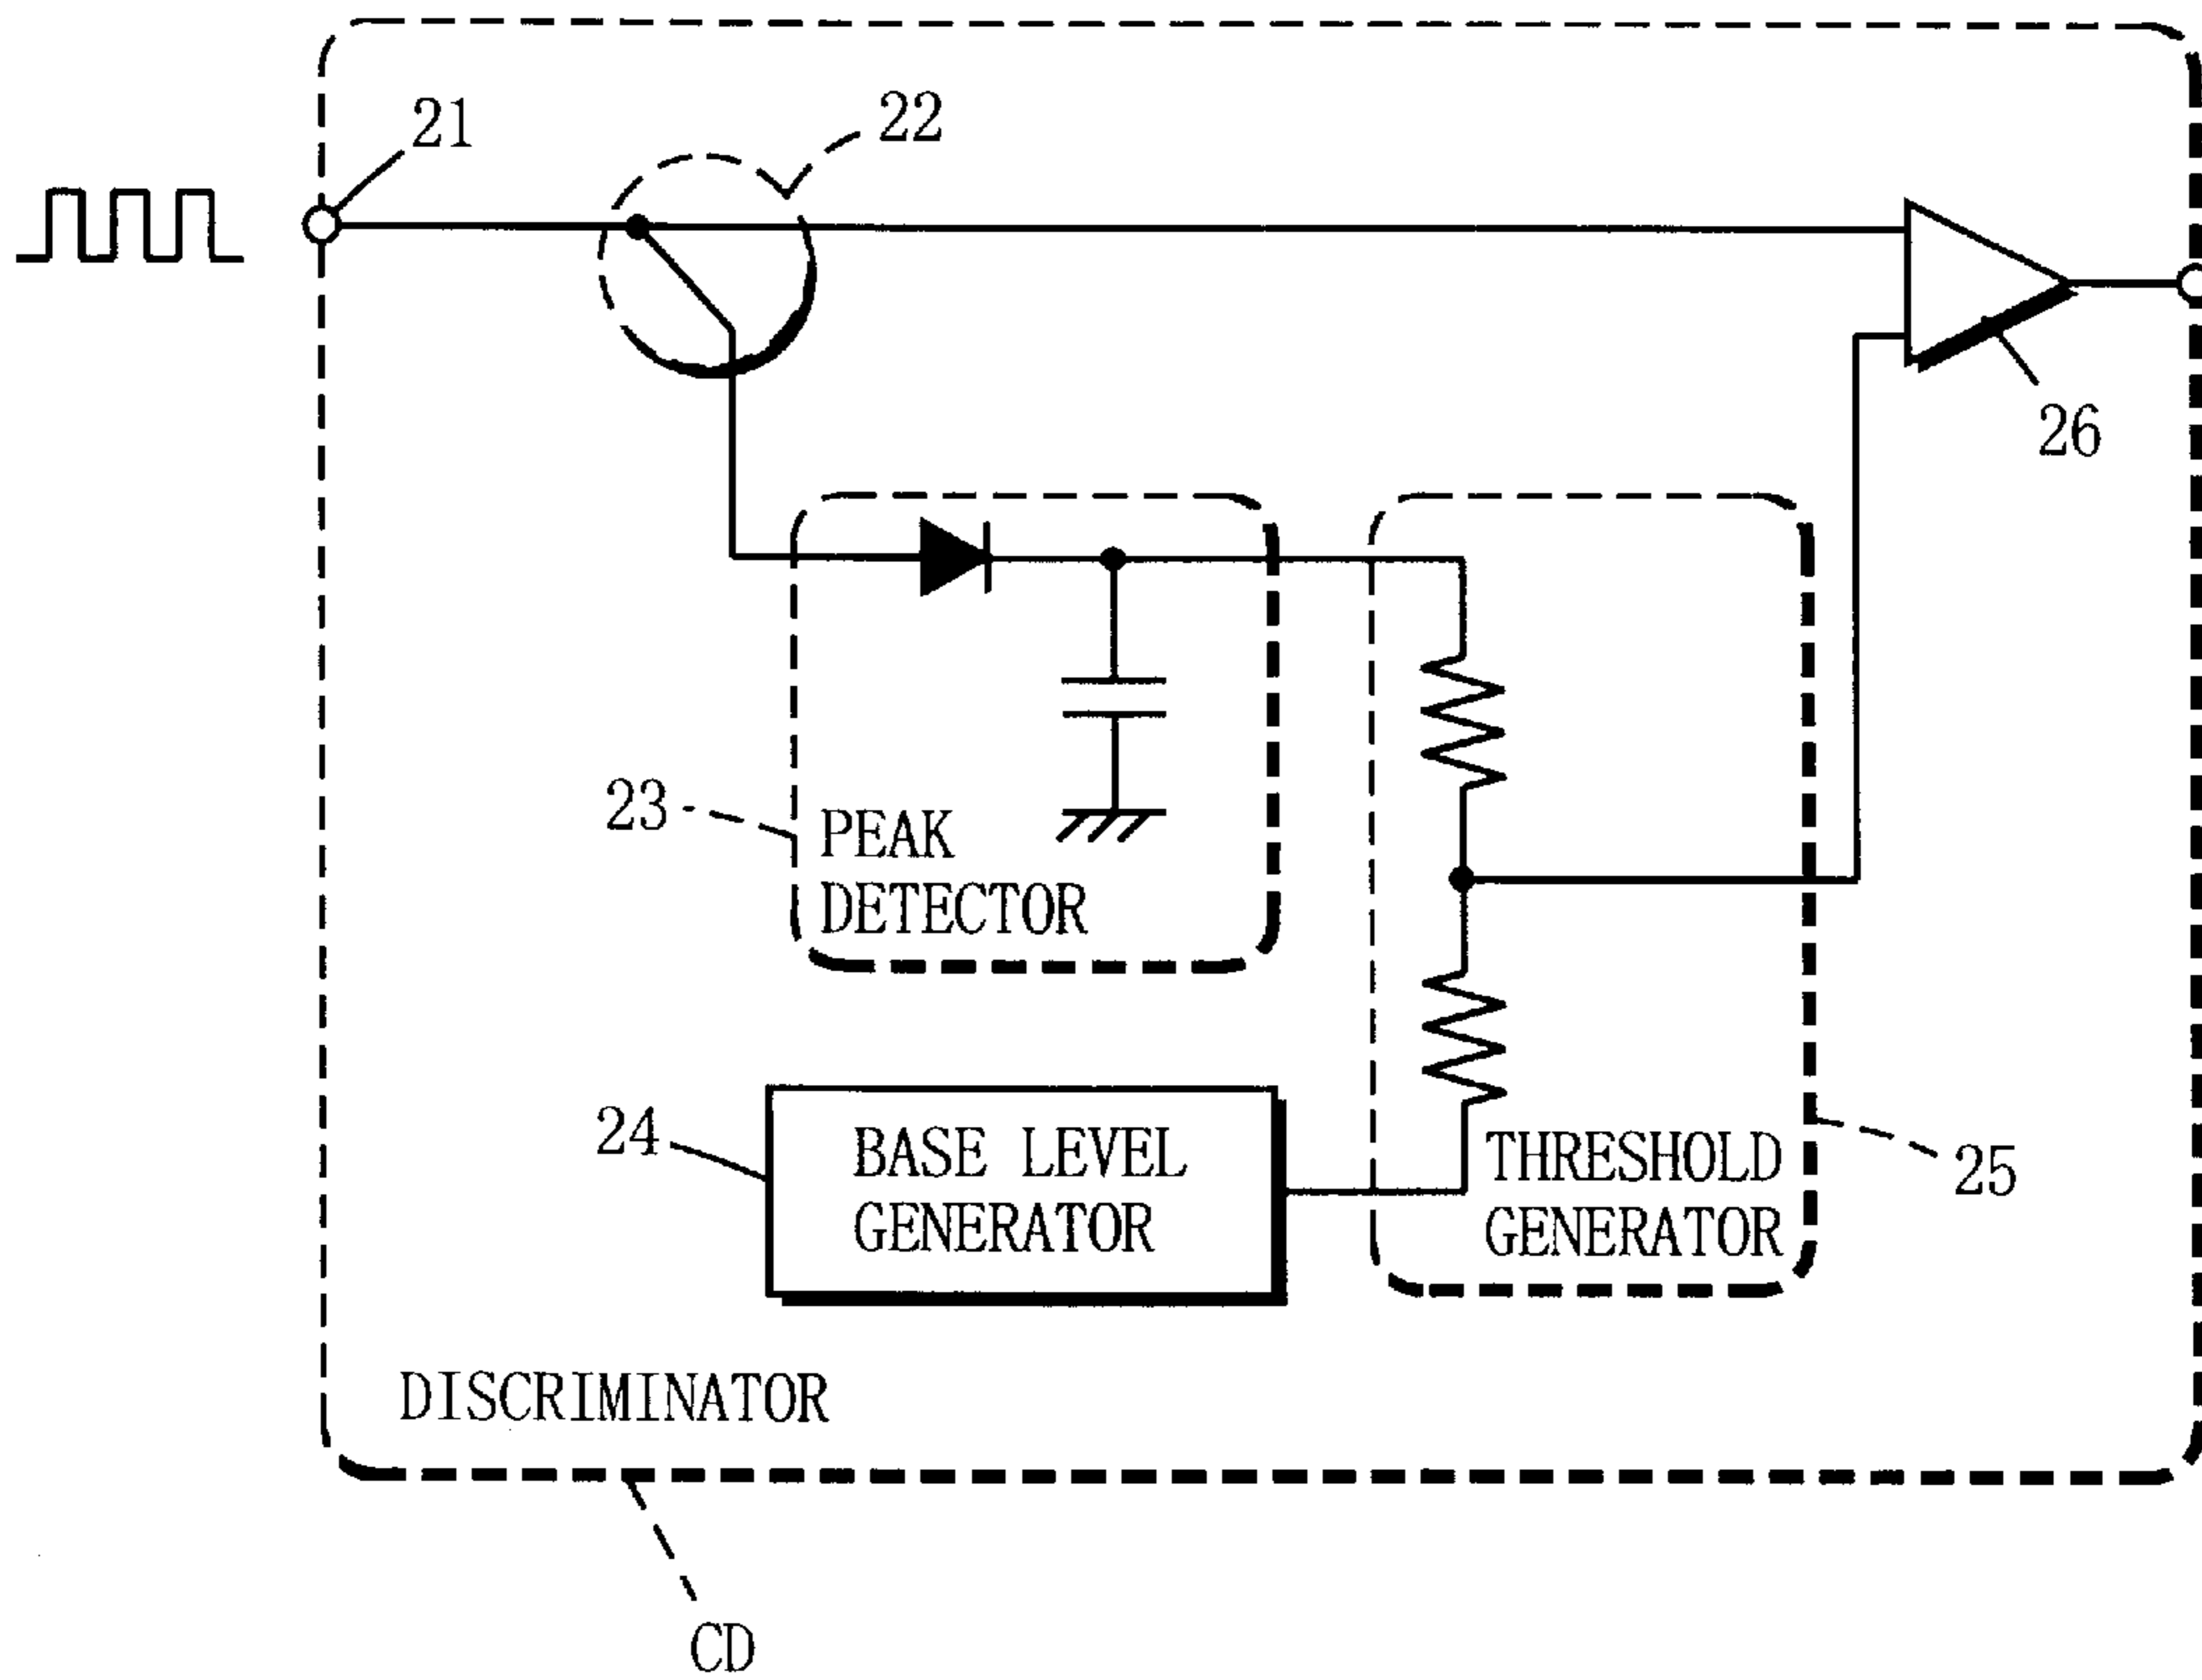 21
22
26
23
PEAK
DETECTOR
24
BASE LEVEL
GENERATOR
THRESHOLD
GENERATOR
25
DISCRIMINATOR
CD